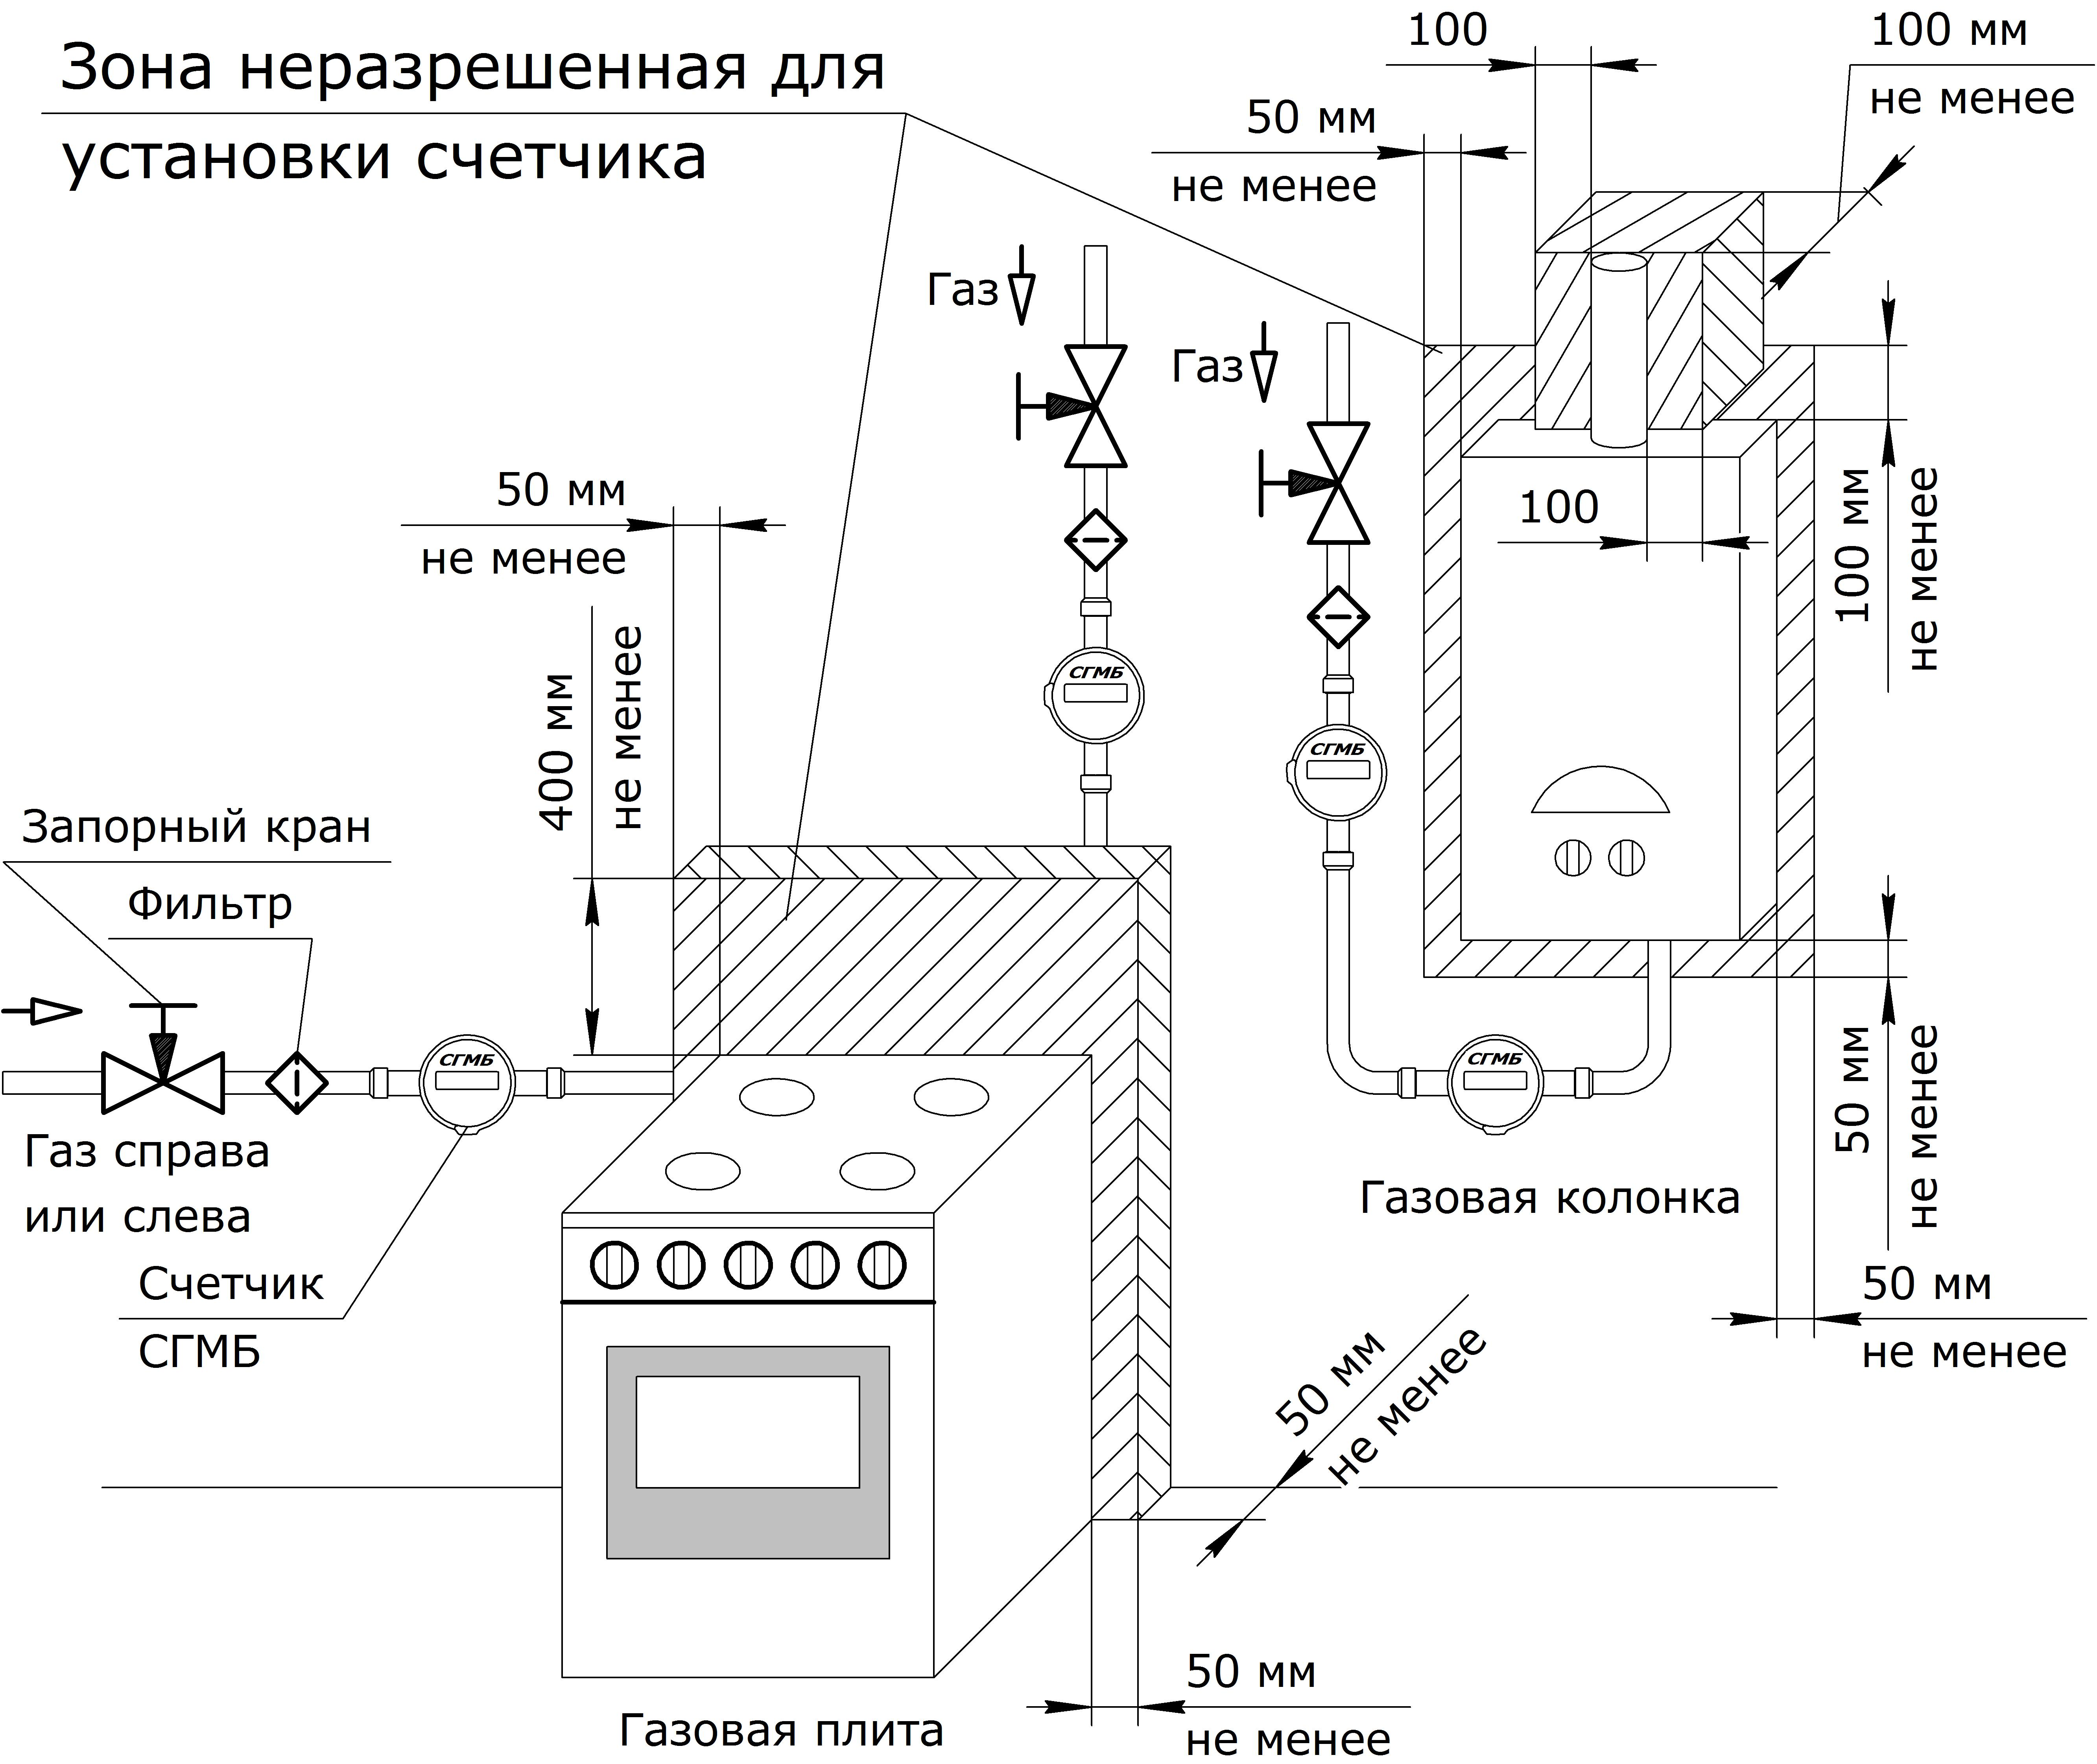 Зона неразрешенная для
установки счетчика
100
100 мм
не менее
50 мм
не менее
Газ
Газ
50 мм
не менее
400 мм
не менее
100
100 мм
не менее
СГМБ
СГМБ
Запорный кран
Фильтр
СГМБ
СГМБ
Газ справа
или слева
Счетчик
СГМБ
Газовая колонка
50 мм
не менее
50 мм
не менее
50 мм
не менее
Газовая плита
50 мм
не менее